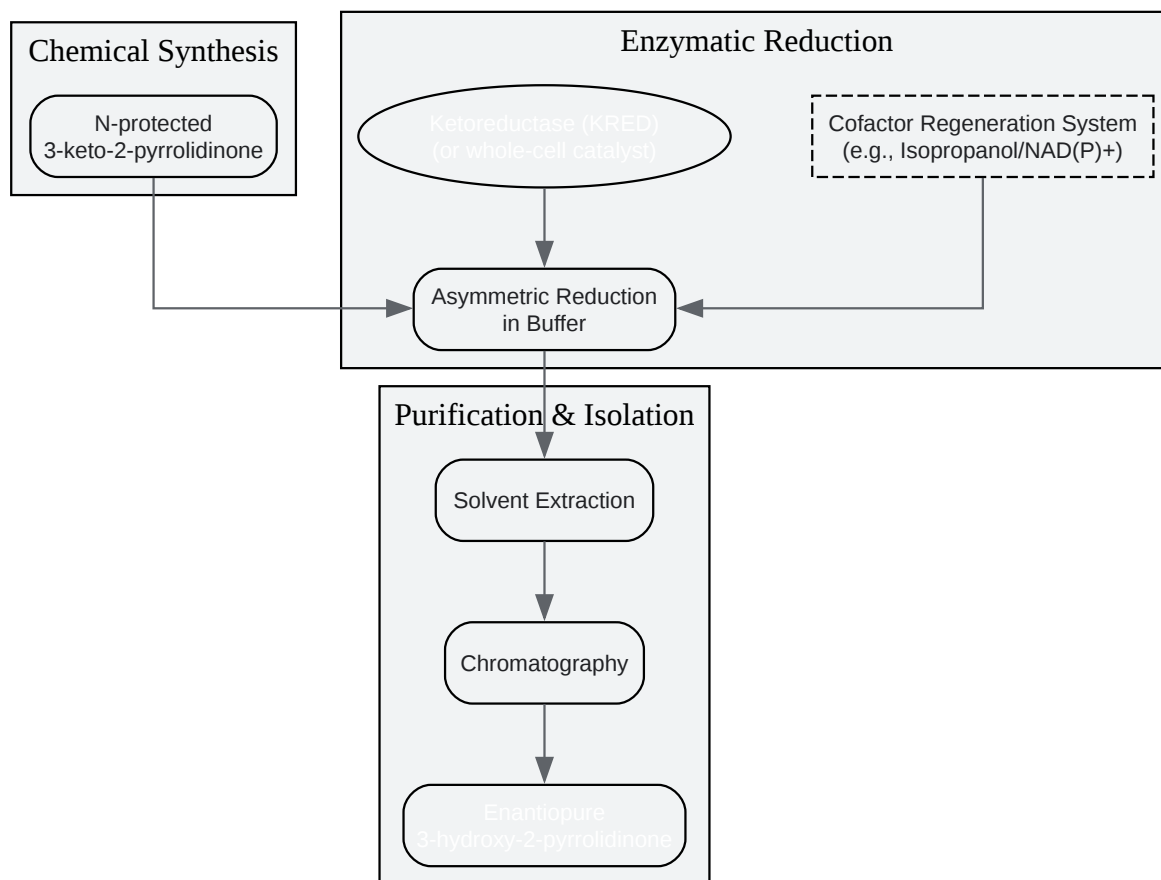 Chemical Synthesis
N-protected
3-keto-2-pyrrolidinone
Enzymatic Reduction
Ketoreductase (KRED)
(or whole-cell catalyst)
Cofactor Regeneration System
(e.g., Isopropanol/NAD(P)+)
Asymmetric Reduction
in Buffer
Purification & Isolation
Solvent Extraction
Chromatography
Enantiopure
3-hydroxy-2-pyrrolidinone